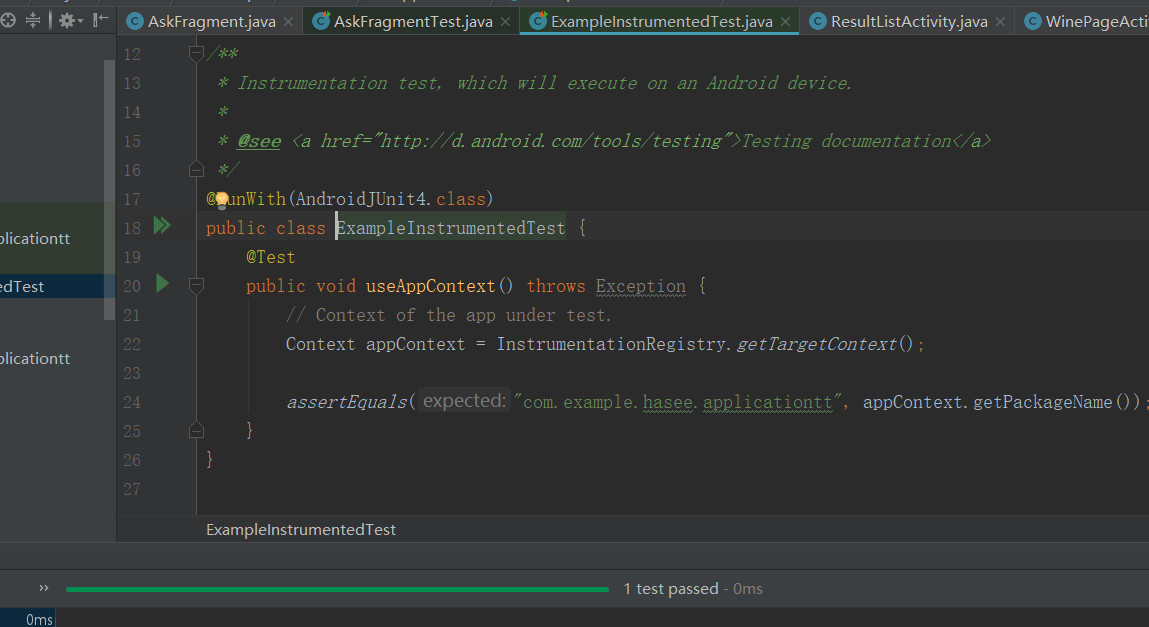 AskFragment.java AskFragmentTest.java ExampleInstrumentedTest.java ResultListActivity.java WinePageActi
12 /**
13 * Instrumentation test, which will execute on an Android device.
14 *
15 * @see <a href="http://d.android.com/tools/testing">Testing documentation</a>
16 */
17 @RunWith(AndroidJUnit4.class)
18 public class ExampleInstrumentedTest {
plicationtt
19 @Test
edTest
20 public void useAppContext() throws Exception {
21 // Context of the app under test.
22 Context appContext = InstrumentationRegistry.getTargetContext();
plicationtt
23
24 assertEquals( expected: "com.example.hasee.applicationtt", appContext.getPackageName());
25 }
26 }
27
ExampleInstrumentedTest
» 1 test passed - 0ms
0ms